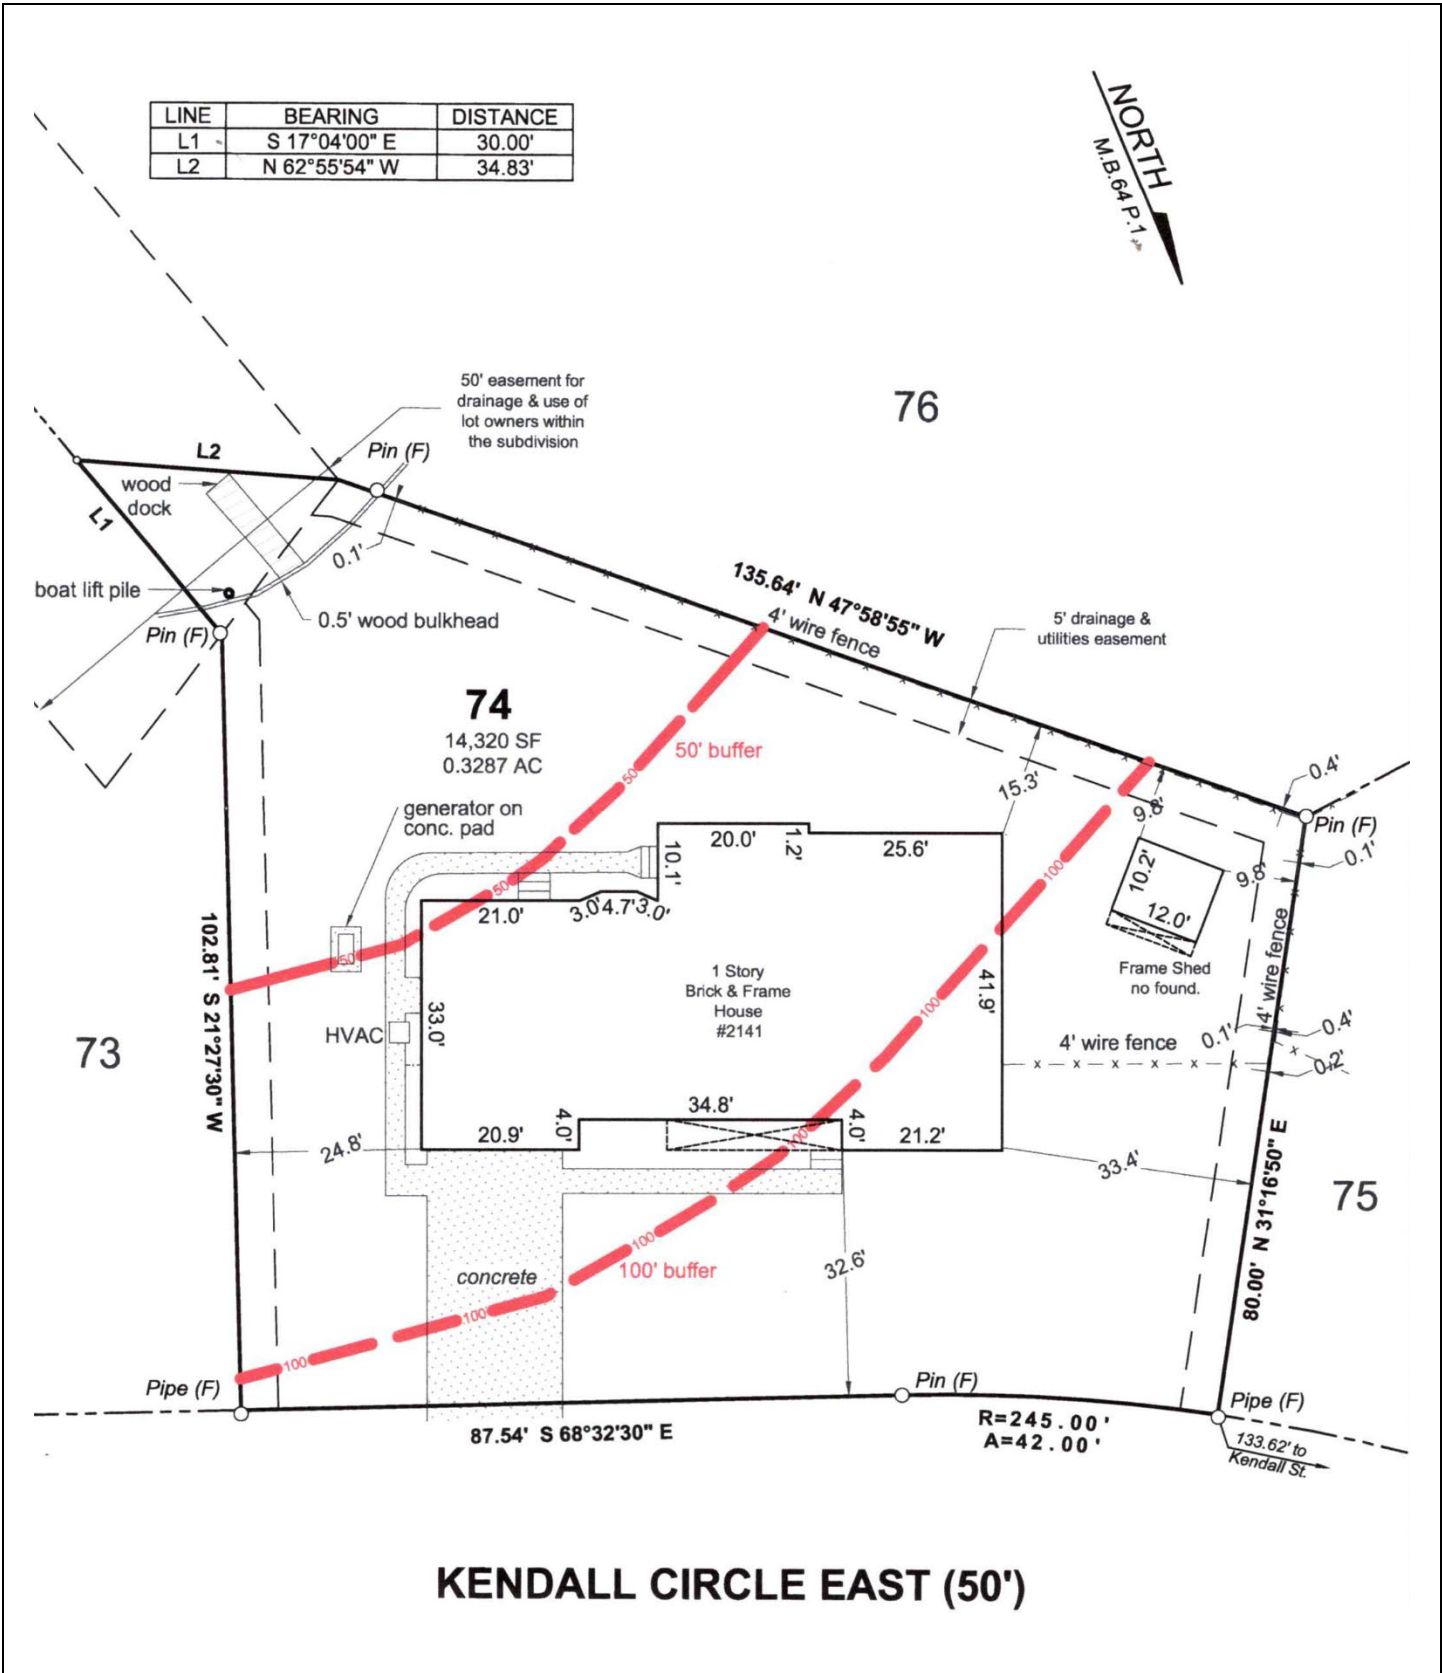 LINE BEARING DISTANCE
L1 S 17°04'00" E 30.00'
L2 N 62°55'54" W 34.83'
NORTH
M.B.64 P.1
50' easement for
drainage & use of
lot owners within
the subdivision
76
L2
Pin (F)
wood
dock
L1
0.1'
boat lift pile
0.5' wood bulkhead
Pin (F)
135.64' N 47°58'55" W
4' wire fence
5' drainage &
utilities easement
74
14,320 SF
0.3287 AC
50' buffer
50
generator on
conc. pad
15.3'
9.8'
0.4'
Pin (F)
0.1'
10.1'
20.0'
1.2'
25.6'
100
10.2'
9.8'
12.0'
50
21.0'
3.0'
4.7'
3.0'
50
102.81' S 21°27'30" W
1 Story
Brick & Frame
House
#2141
41.9'
Frame Shed
no found.
4' wire fence
100
33.0'
HVAC
73
4' wire fence
0.1'
0.4'
0.2'
34.8'
20.9'
4.0'
4.0'
100
21.2'
24.8'
33.4'
80.00' N 31°16'50" E
75
100
concrete
100' buffer
32.6'
100
100
Pipe (F)
Pin (F)
Pipe (F)
87.54' S 68°32'30" E
R=245.00'
A=42.00'
133.62' to
Kendall St.
KENDALL CIRCLE EAST (50')